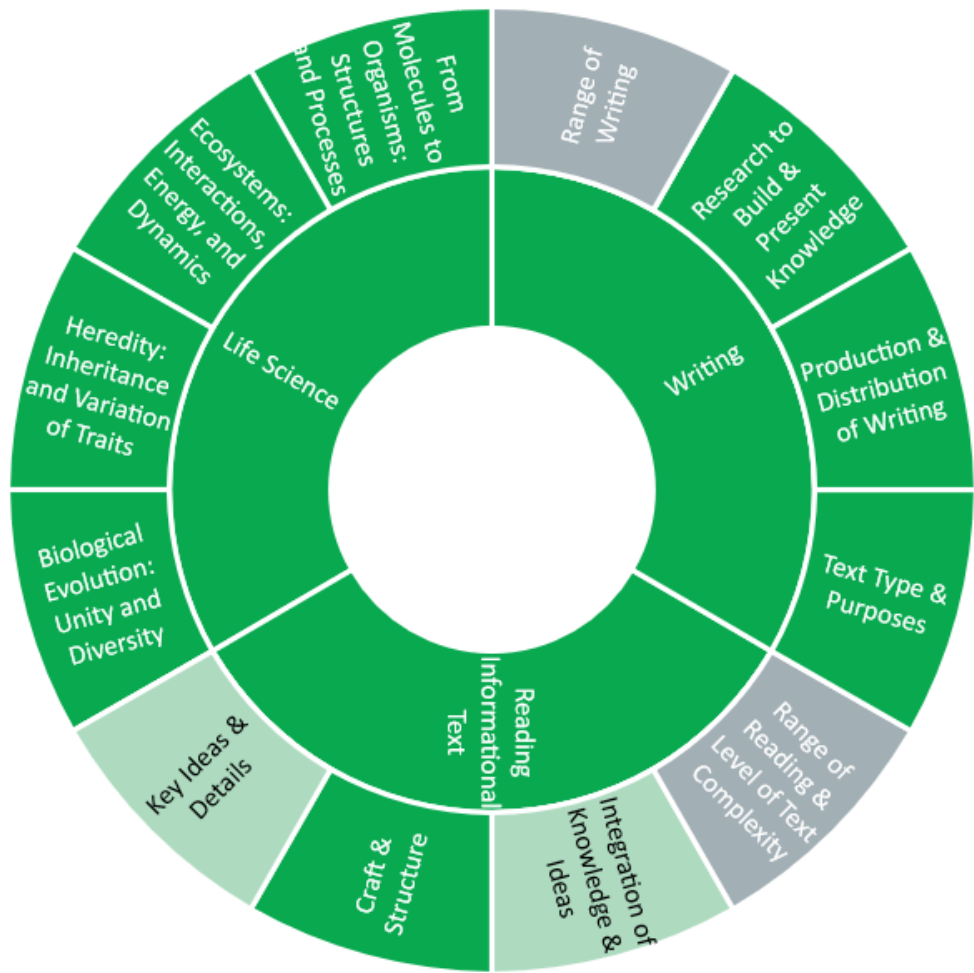 Range of
Writing
Research to
Build &
Present
Knowledge
Production &
Distribution
of Writing
Text Type &
Purposes
Range of
Reading &
Level of Text
Complexity
Integration of
Knowledge &
Ideas
Craft &
Structure
Key Ideas &
Details
Biological
Evolution:
Unity and
Diversity
Heredity:
Inheritance
and Variation
of Traits
Ecosystems:
Interactions,
Energy, and
Dynamics
From
Molecules to
Organisms:
Structures
and Processes
Writing
Reading
Informational
Text
Life Science